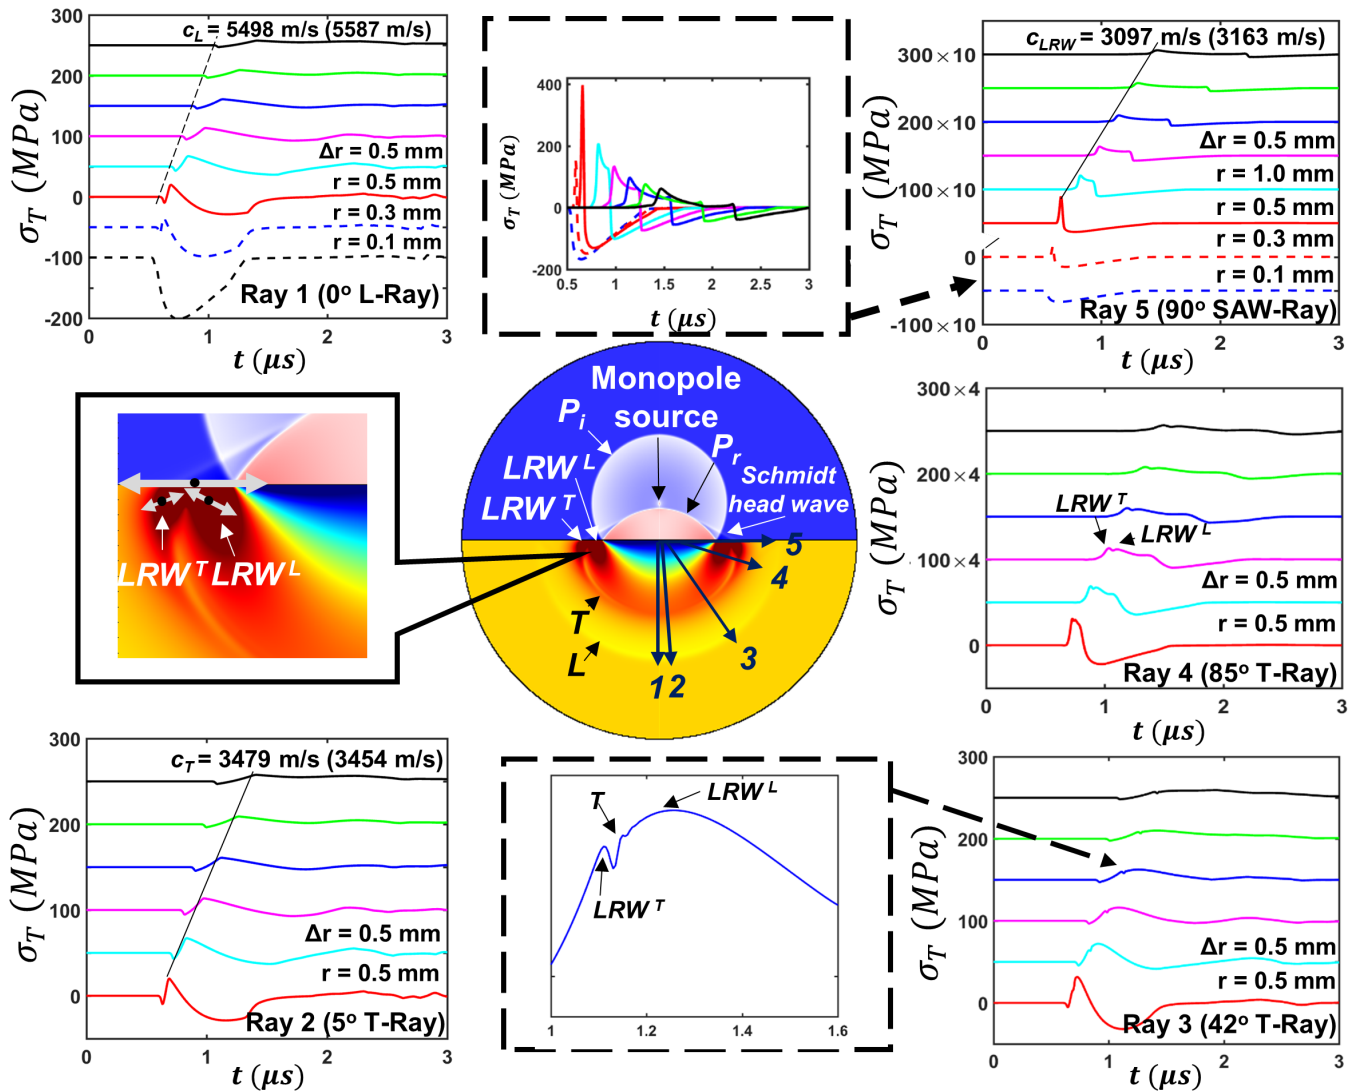 300
200
100
0
-100
-200
σ_T (MPa)
c_L = 5498 m/s (5587 m/s)
Δr = 0.5 mm
r = 0.5 mm
r = 0.3 mm
r = 0.1 mm
Ray 1 (0° L-Ray)
0 1 2 3
t (μs)
400
200
0
-200
σ_T (MPa)
0.5 1 1.5 2 2.5 3
t (μs)
300×10
200×10
100×10
0
-100×10
σ_T (MPa)
c_LRW = 3097 m/s (3163 m/s)
Δr = 0.5 mm
r = 1.0 mm
r = 0.5 mm
r = 0.3 mm
r = 0.1 mm
Ray 5 (90° SAW-Ray)
0 1 2 3
t (μs)
LRW^T LRW^L
Monopole
source
P_i
P_r
LRW^L
LRW^T
Schmidt
head wave
T
L
1
2
3
4
5
300×4
200×4
100×4
0
σ_T (MPa)
LRW^T
LRW^L
Δr = 0.5 mm
r = 0.5 mm
Ray 4 (85° T-Ray)
0 1 2 3
t (μs)
300
200
100
0
σ_T (MPa)
c_T = 3479 m/s (3454 m/s)
Δr = 0.5 mm
r = 0.5 mm
Ray 2 (5° T-Ray)
0 1 2 3
t (μs)
T
LRW^L
LRW^T
1 1.2 1.4 1.6
300
200
100
0
σ_T (MPa)
Δr = 0.5 mm
r = 0.5 mm
Ray 3 (42° T-Ray)
0 1 2 3
t (μs)